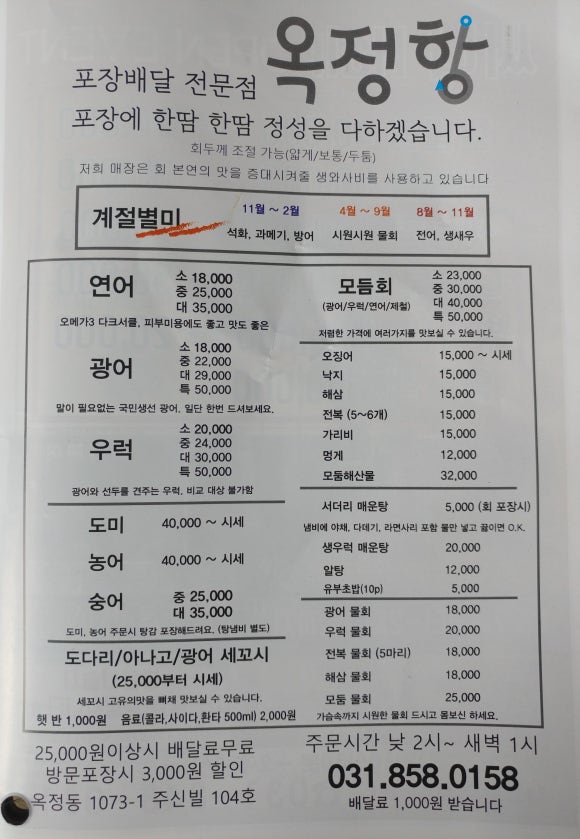 포장배달 전문점 옥정항
포장에 한땀 한땀 정성을 다하겠습니다.
회두께 조절 가능(얇게/보통/두툼)
저희 매장은 회 본연의 맛을 증대시켜줄 생와사비를 사용하고 있습니다
계절별미
11월 ~ 2월 4월 ~ 9월 8월 ~ 11월
석화, 과메기, 방어 시원시원 물회 전어, 생새우
연어
소 18,000
중 25,000
대 35,000
오메가3 다크서클, 피부미용에도 좋고 맛도 좋은
광어
소 18,000
중 22,000
대 29,000
특 50,000
말이 필요없는 국민생선 광어. 일단 한번 드셔보세요.
우럭
소 20,000
중 24,000
대 30,000
특 50,000
광어와 선두를 견주는 우럭. 비교 대상 불가함
도미 40,000 ~ 시세
농어 40,000 ~ 시세
숭어
중 25,000
대 35,000
도미, 농어 주문시 탕감 포장해드려요. (탕냄비 별도)
도다리/아나고/광어 세꼬시
(25,000부터 시세)
세꼬시 고유의맛을 뼈채 맛보실 수 있습니다.
햇 반 1,000원 음료(콜라,사이다,환타 500ml) 2,000원
모듬회
(광어/우럭/연어/제철)
소 23,000
중 30,000
대 40,000
특 50,000
저렴한 가격에 여러가지를 맛보실 수 있습니다.
오징어 15,000 ~ 시세
낙지 15,000
해삼 15,000
전복 (5~6개) 15,000
가리비 15,000
멍게 12,000
모둠해산물 32,000
서더리 매운탕 5,000 (회 포장시)
냄비에 야채, 다데기, 라면사리 포함 물만 넣고 끓이면 O.K.
생우럭 매운탕 20,000
알탕 12,000
유부초밥(10p) 5,000
광어 물회 18,000
우럭 물회 20,000
전복 물회 (5마리) 18,000
해삼 물회 18,000
모둠 물회 25,000
가슴속까지 시원한 물회 드시고 몸보신 하세요.
25,000원이상시 배달료무료
방문포장시 3,000원 할인
옥정동 1073-1 주신빌 104호
주문시간 낮 2시~ 새벽 1시
031.858.0158
배달료 1,000원 받습니다